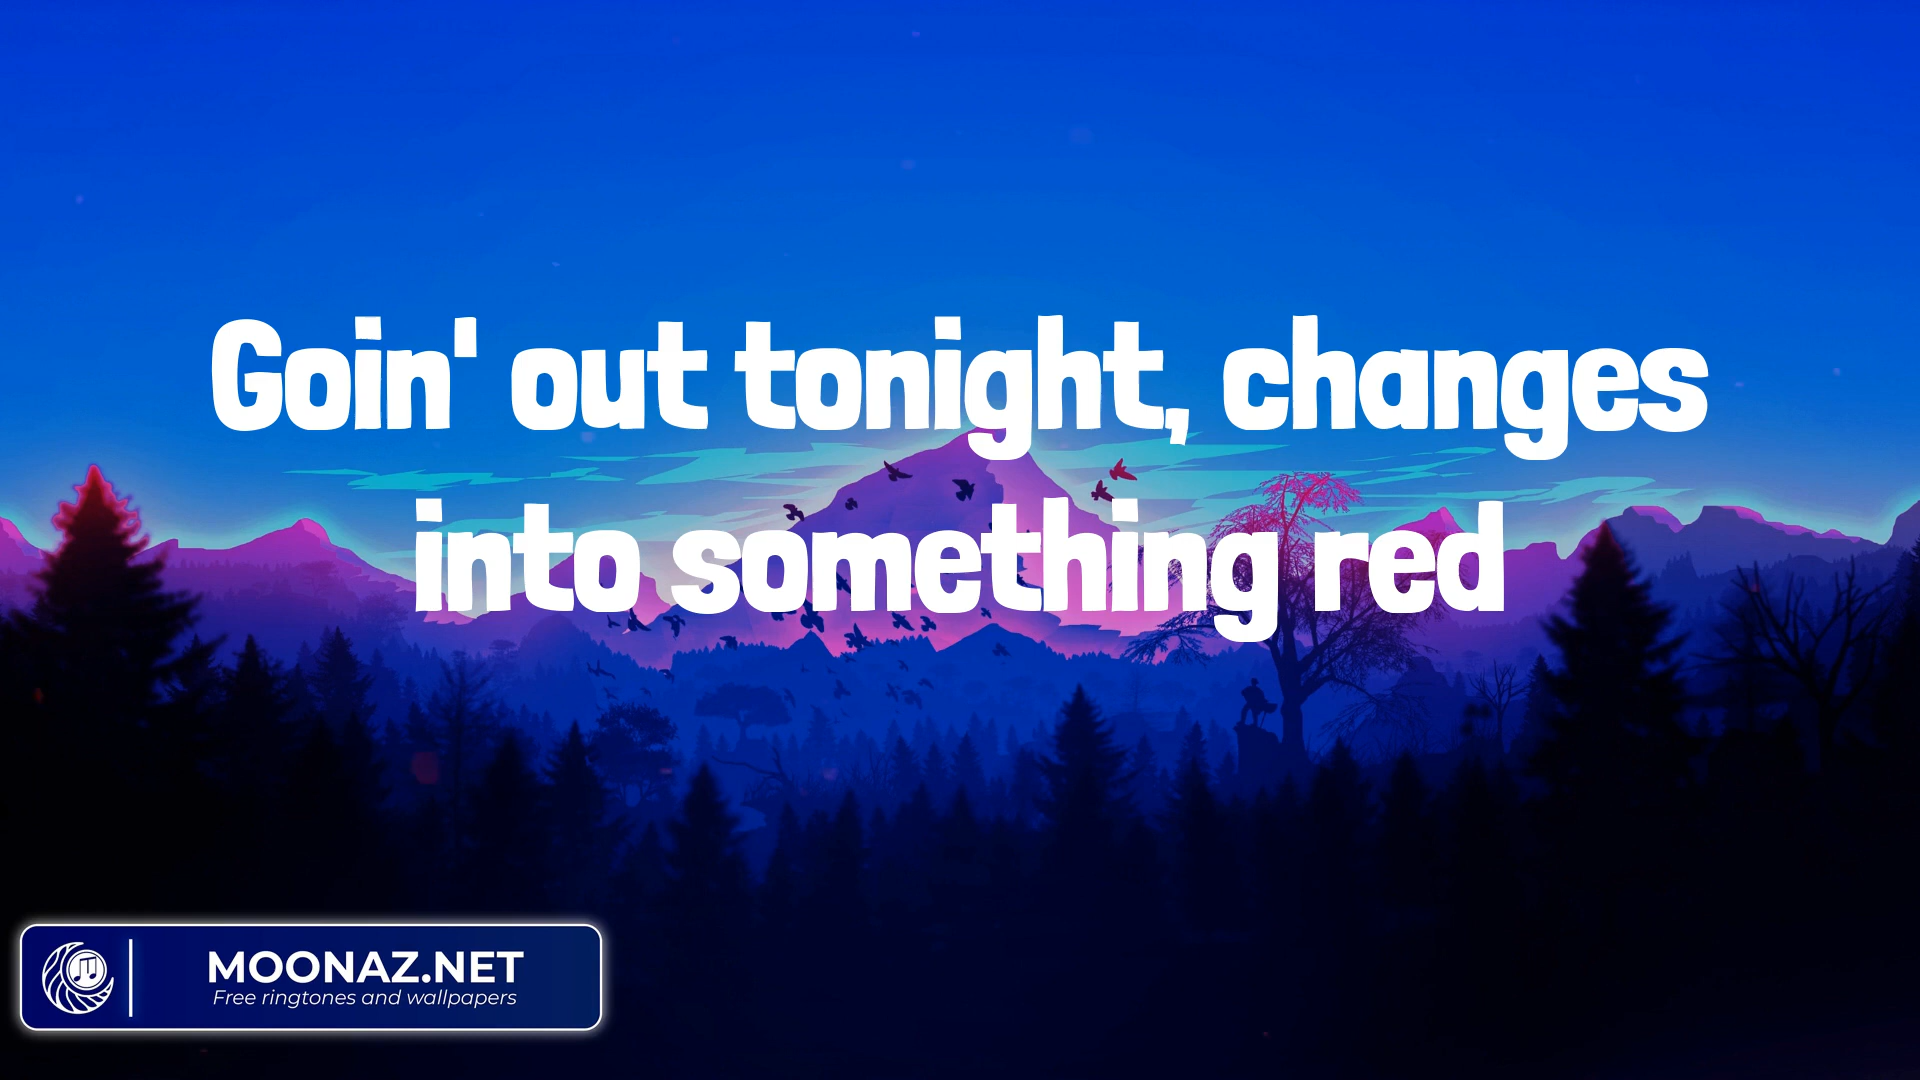 Goin' out tonight, changes
into something red
MOONAZ.NET
Free ringtones and wallpapers